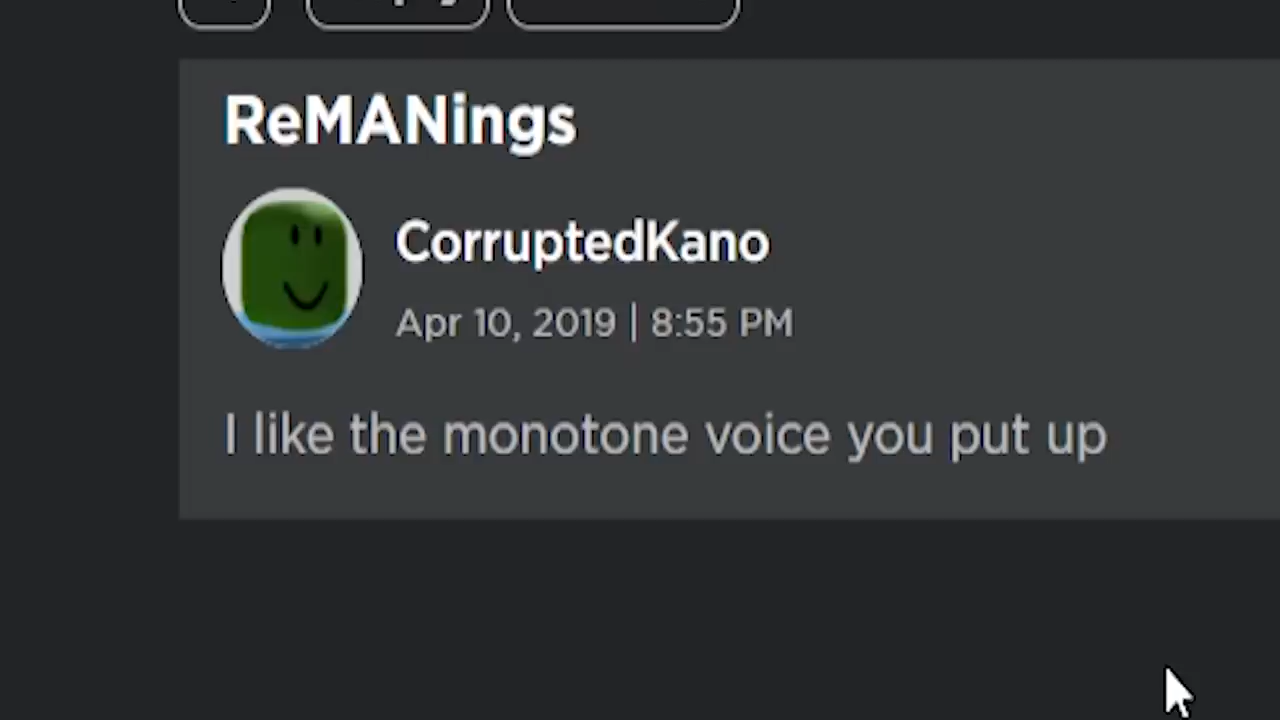 ReMANings
CorruptedKano
Apr 10, 2019 | 8:55 PM
I like the monotone voice you put up